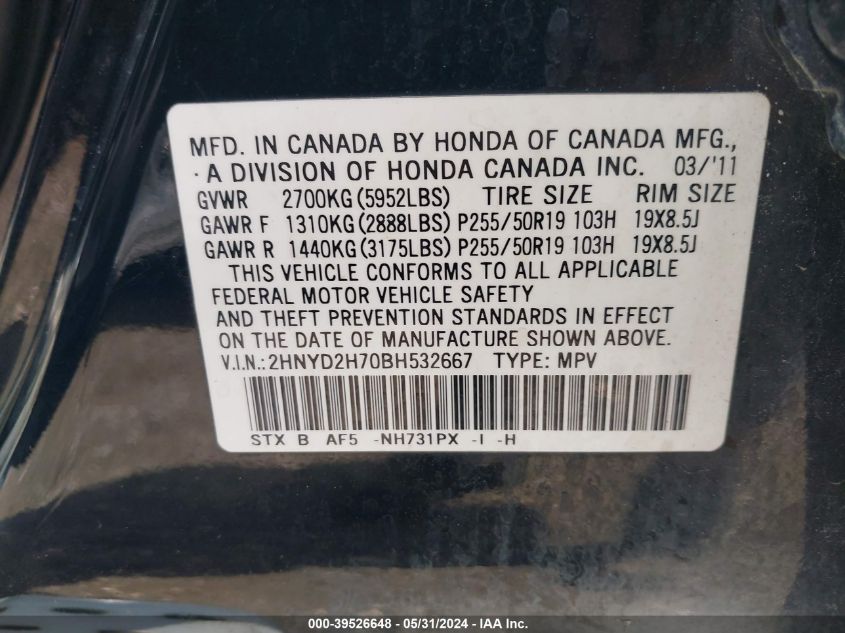 MFD. IN CANADA BY HONDA OF CANADA MFG.,
·A DIVISION OF HONDA CANADA INC. 03/'11
GVWR 2700KG(5952LBS) TIRE SIZE RIM SIZE
GAWR F 1310KG(2888LBS) P255/50R19 103H 19X8.5J
GAWR R 1440KG(3175LBS) P255/50R19 103H 19X8.5J
THIS VEHICLE CONFORMS TO ALL APPLICABLE
FEDERAL MOTOR VEHICLE SAFETY
AND THEFT PREVENTION STANDARDS IN EFFECT
ON THE DATE OF MANUFACTURE SHOWN ABOVE.
V.I.N.:2HNYD2H70BH532667 TYPE: MPV
STX B AF5 -NH731PX -I -H
100-39526648 - 05/31/2024 - IAA Inc.